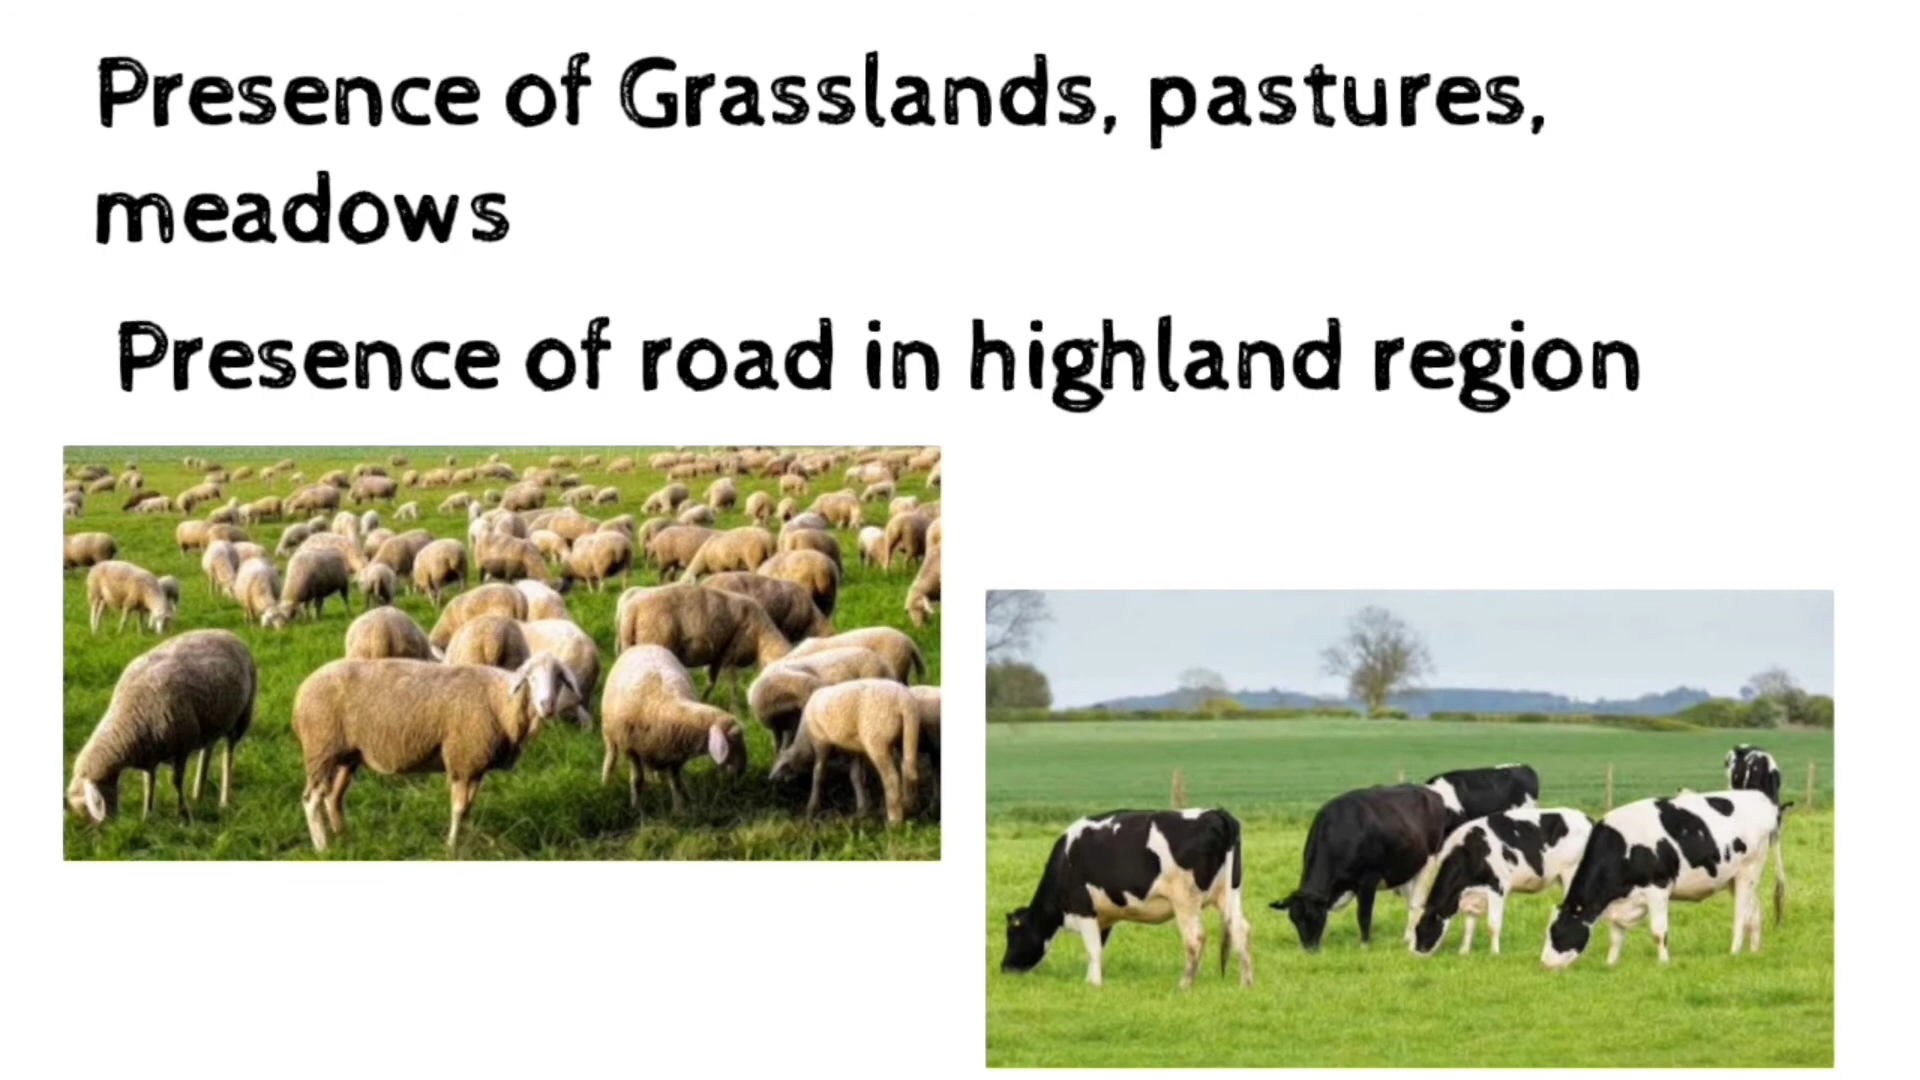 Presence of Grasslands, pastures,
meadows
Presence of road in highland region